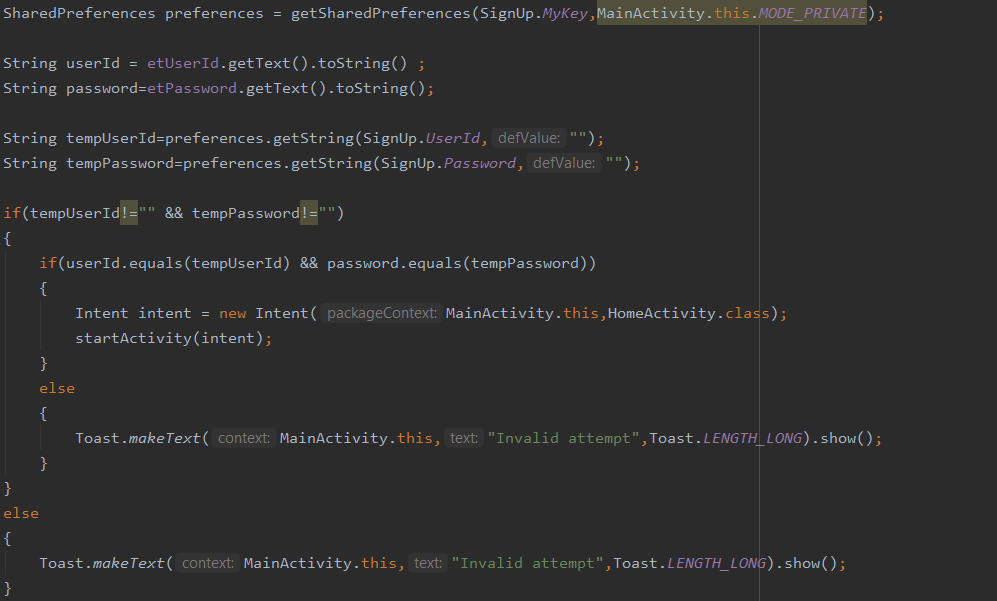 SharedPreferences preferences = getSharedPreferences(SignUp.MyKey,MainActivity.this.MODE_PRIVATE);
String userId = etUserId.getText().toString() ;
String password=etPassword.getText().toString();
String tempUserId=preferences.getString(SignUp.UserId, defValue: "");
String tempPassword=preferences.getString(SignUp.Password, defValue: "");
if(tempUserId!="" && tempPassword!="")
{
if(userId.equals(tempUserId) && password.equals(tempPassword))
{
Intent intent = new Intent( packageContext: MainActivity.this,HomeActivity.class);
startActivity(intent);
}
else
{
Toast.makeText( context: MainActivity.this, text: "Invalid attempt",Toast.LENGTH_LONG).show();
}
}
else
{
Toast.makeText( context: MainActivity.this, text: "Invalid attempt",Toast.LENGTH_LONG).show();
}